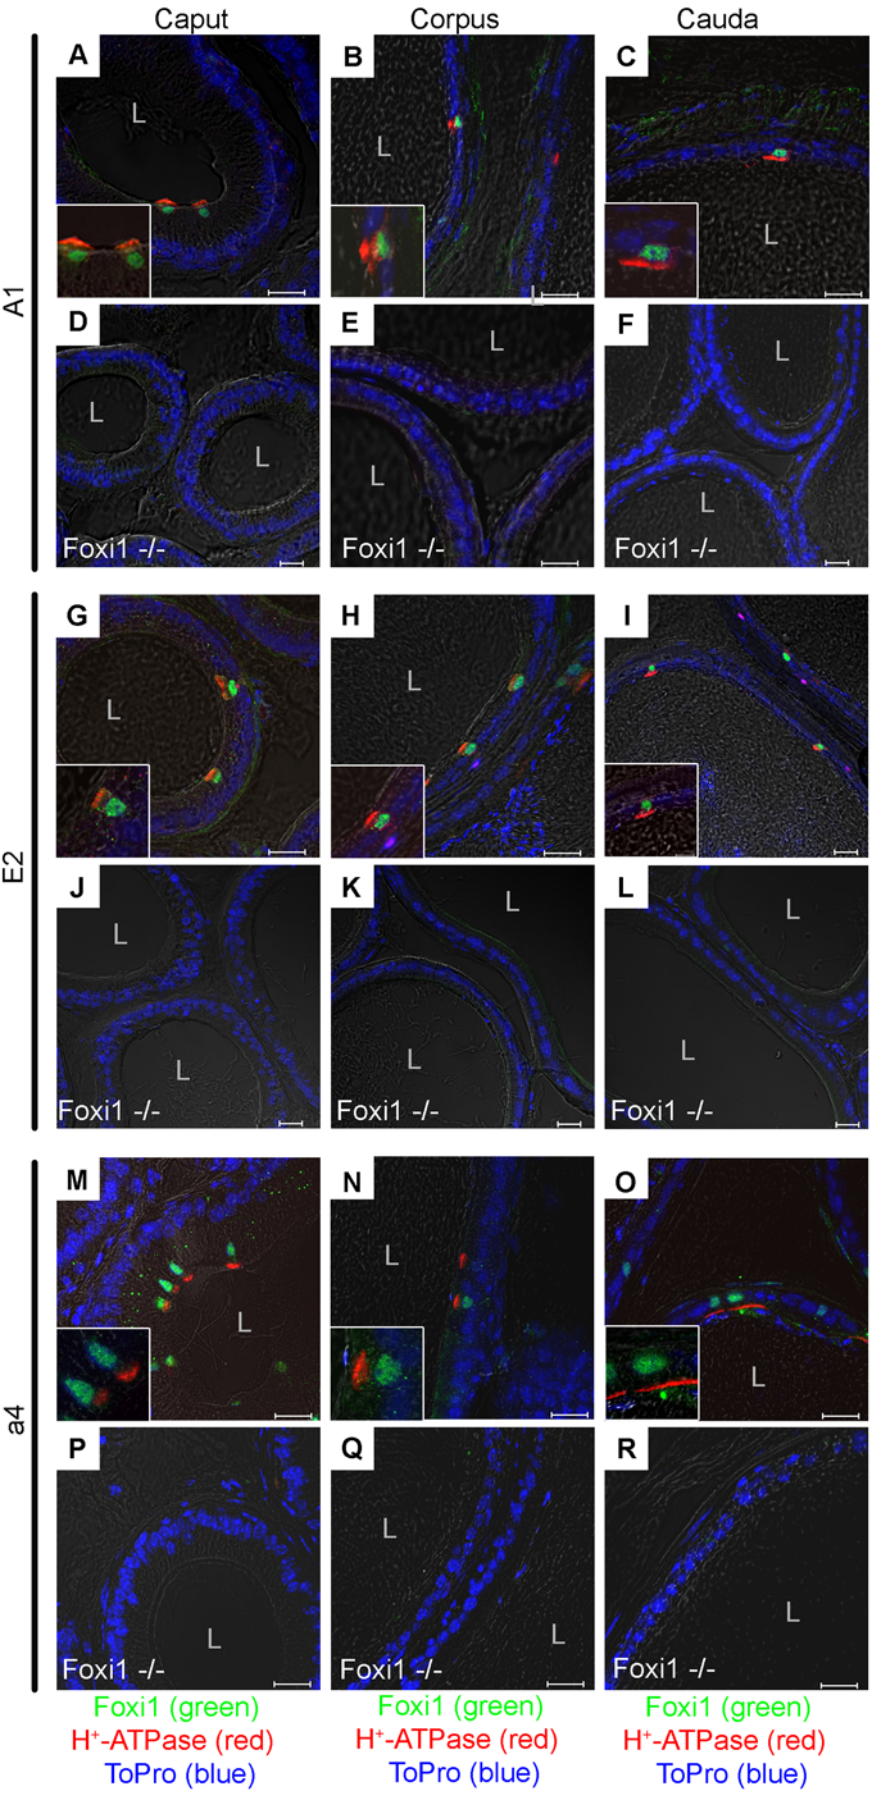 Caput Corpus Cauda
A1
A B C
L L L
L
D E F
L L L
L L L
Foxi1 -/- Foxi1 -/- Foxi1 -/-
E2
G H I
L L
J K L
L L L
L L L
Foxi1 -/- Foxi1 -/- Foxi1 -/-
a4
M N O
L L L
P Q R
L L L
L
Foxi1 -/- Foxi1 -/- Foxi1 -/-
Foxi1 (green) Foxi1 (green) Foxi1 (green)
H⁺-ATPase (red) H⁺-ATPase (red) H⁺-ATPase (red)
ToPro (blue) ToPro (blue) ToPro (blue)